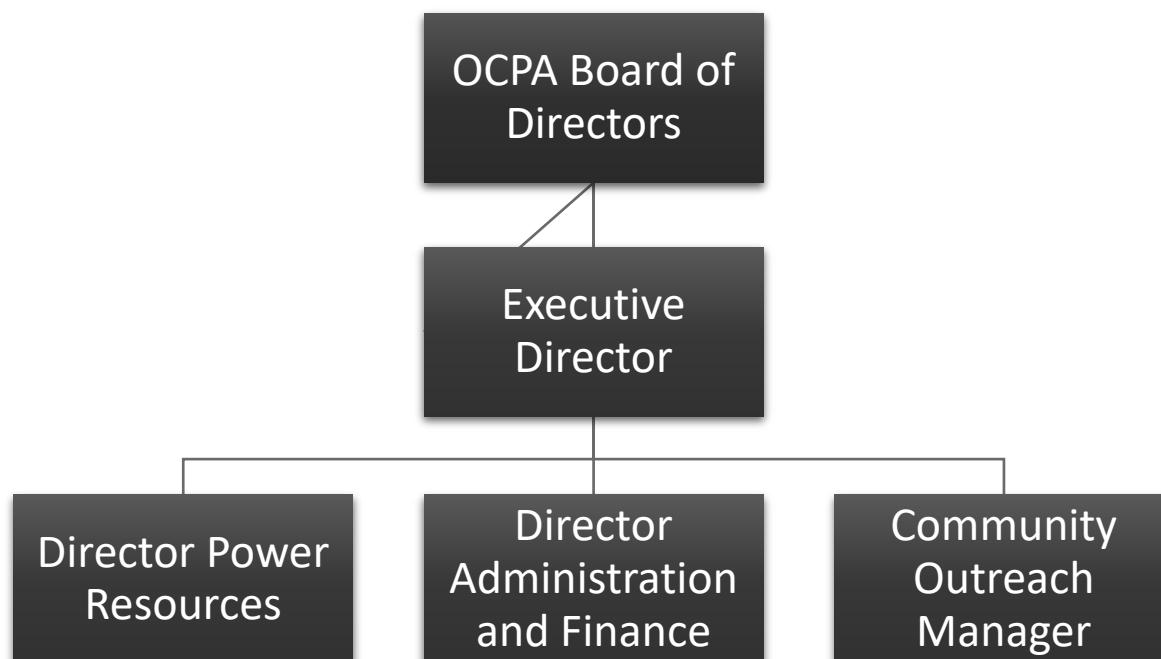 OCPA Board of
Directors
Executive
Director
Director Power
Resources
Director
Administration
and Finance
Community
Outreach
Manager